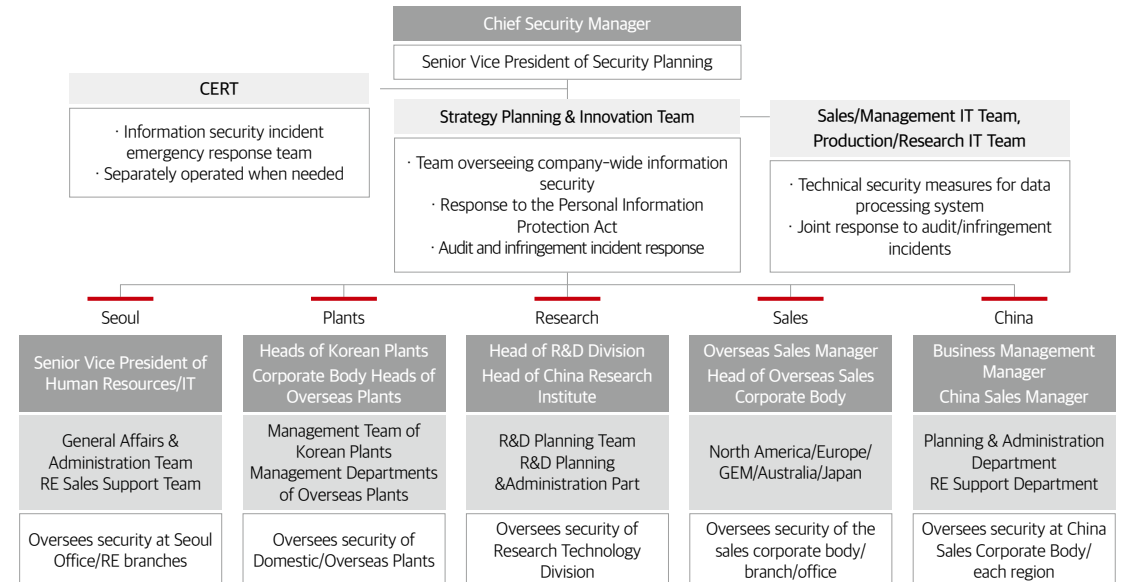 Chief Security Manager
Senior Vice President of Security Planning
CERT
· Information security incident
emergency response team
· Separately operated when needed
Strategy Planning & Innovation Team
· Team overseeing company-wide information
security
· Response to the Personal Information
Protection Act
· Audit and infringement incident response
Sales/Management IT Team,
Production/Research IT Team
· Technical security measures for data
processing system
· Joint response to audit/infringement
incidents
Seoul
Senior Vice President of
Human Resources/IT
General Affairs &
Administration Team
RE Sales Support Team
Oversees security at Seoul
Office/RE branches
Plants
Heads of Korean Plants
Corporate Body Heads of
Overseas Plants
Management Team of
Korean Plants
Management Departments
of Overseas Plants
Oversees security of
Domestic/Overseas Plants
Research
Head of R&D Division
Head of China Research
Institute
R&D Planning Team
R&D Planning
&Administration Part
Oversees security of
Research Technology
Division
Sales
Overseas Sales Manager
Head of Overseas Sales
Corporate Body
North America/Europe/
GEM/Australia/Japan
Oversees security of the
sales corporate body/
branch/office
China
Business Management
Manager
China Sales Manager
Planning & Administration
Department
RE Support Department
Oversees security at China
Sales Corporate Body/
each region